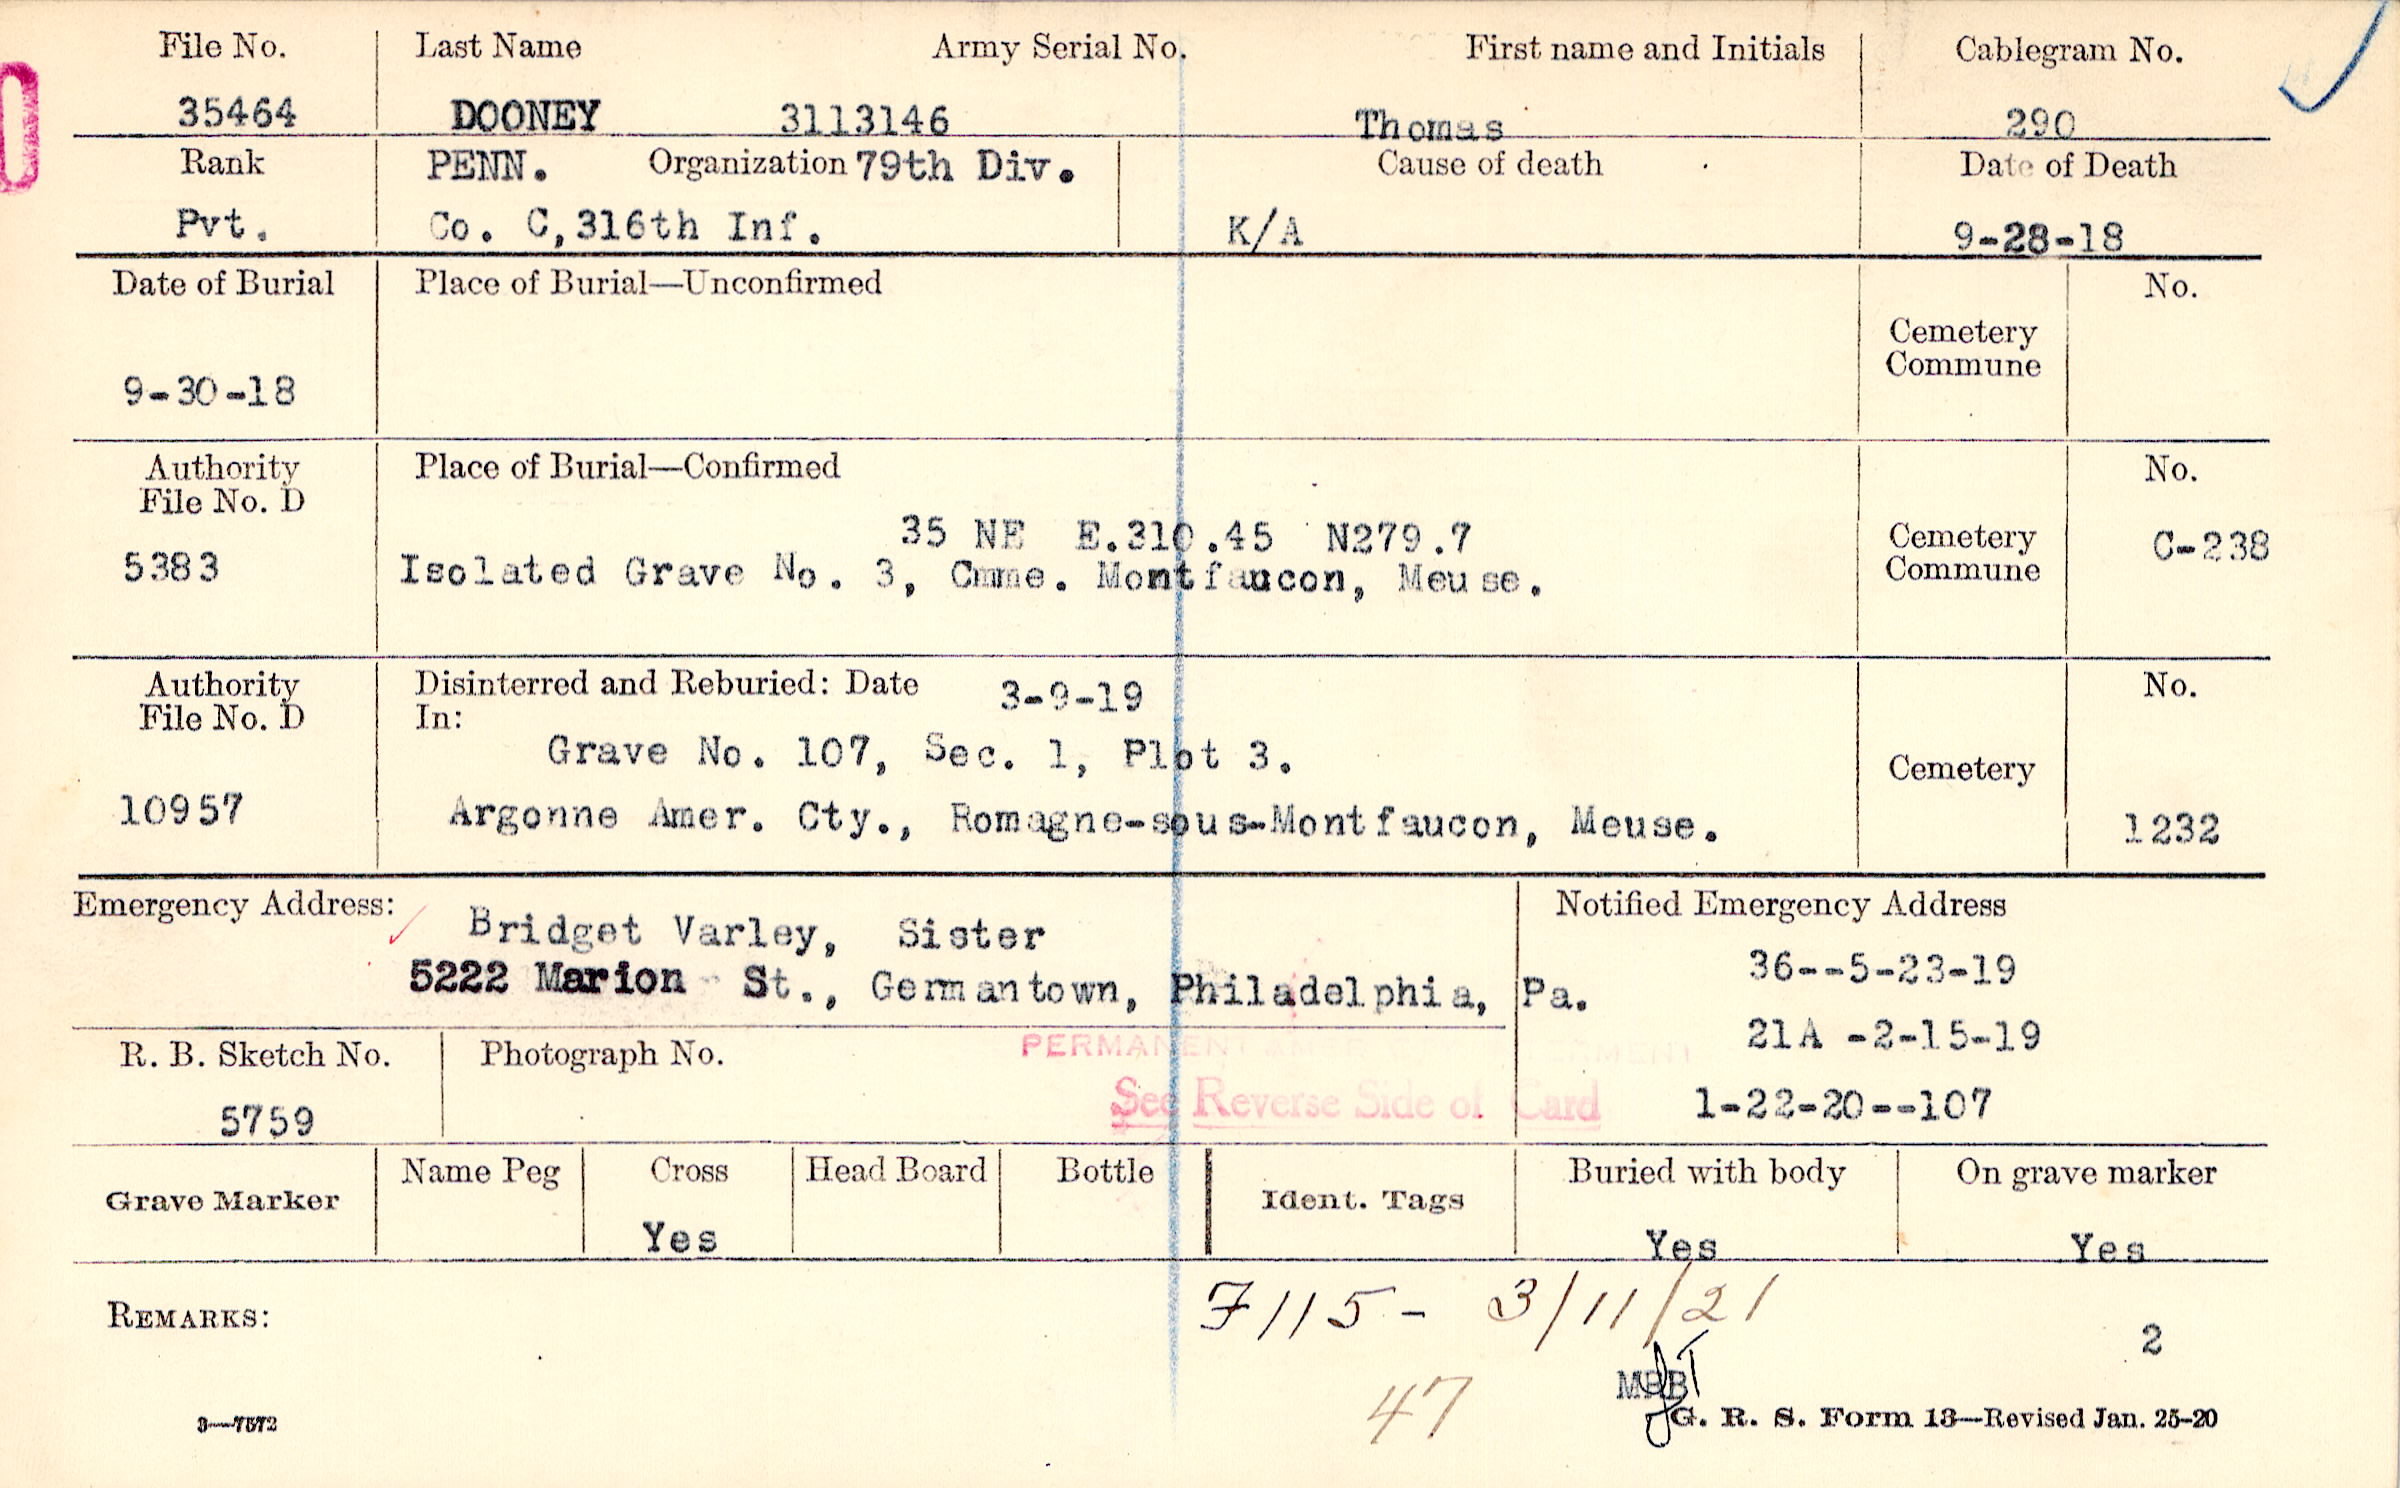 File No. Last Name Army Serial No. First name and Initials Cablegram No.
35464 DOONEY 3113146 Thomas 290
Rank PENN. Organization 79th Div. Cause of death Date of Death
Pvt. Co. C,316th Inf. K/A 9-28-18
Date of Burial Place of Burial—Unconfirmed No.
Cemetery
Commune
9-30-18
Authority Place of Burial—Confirmed No.
File No. D
35 NE E.310.45 N279.7
5383 Isolated Grave No. 3, Cmme. Montfaucon, Meuse. Cemetery C-238
Commune
Authority Disinterred and Reburied: Date 3-9-19 No.
File No. D In:
Grave No. 107, Sec. 1, Plot 3.
Cemetery
10957 Argonne Amer. Cty., Romagne-sous-Montfaucon, Meuse. 1232
Emergency Address: Bridget Varley, Sister Notified Emergency Address
5222 Marion St., Germantown, Philadelphia, Pa. 36--5-23-19
21A -2-15-19
R. B. Sketch No. Photograph No. PERMANENT
See Reverse Side of Card 1-22-20--107
5759
Grave Marker Name Peg Cross Head Board Bottle Ident. Tags Buried with body On grave marker
Yes Yes Yes
REMARKS: 7115- 3/11/21
2
47
3—7572 G. R. S. Form 13—Revised Jan. 25-20